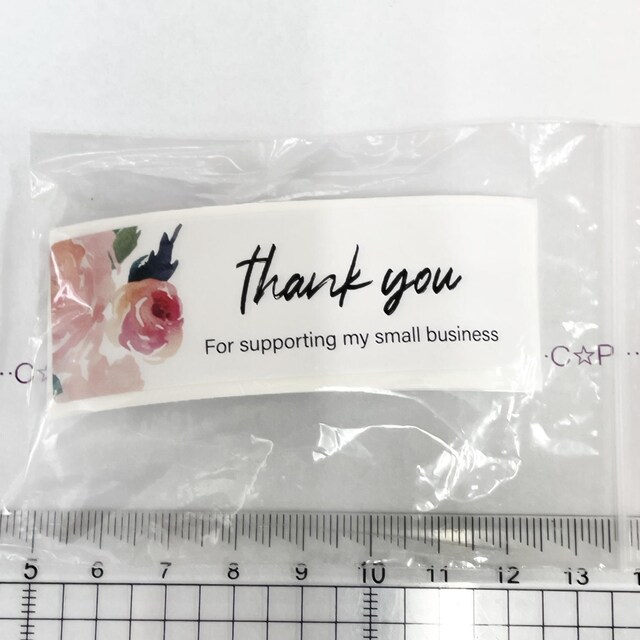 thank you
For supporting my small business
··C☆P
··C☆
5 6 7 8 9 10 11 12 13